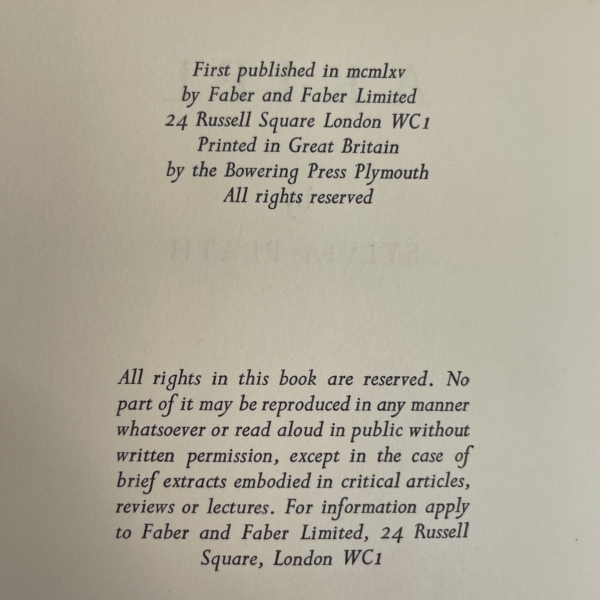 First published in mcmlxv
by Faber and Faber Limited
24 Russell Square London WC1
Printed in Great Britain
by the Bowering Press Plymouth
All rights reserved
SYLVIA PLATH
All rights in this book are reserved. No
part of it may be reproduced in any manner
whatsoever or read aloud in public without
written permission, except in the case of
brief extracts embodied in critical articles,
reviews or lectures. For information apply
to Faber and Faber Limited, 24 Russell
Square, London WC1